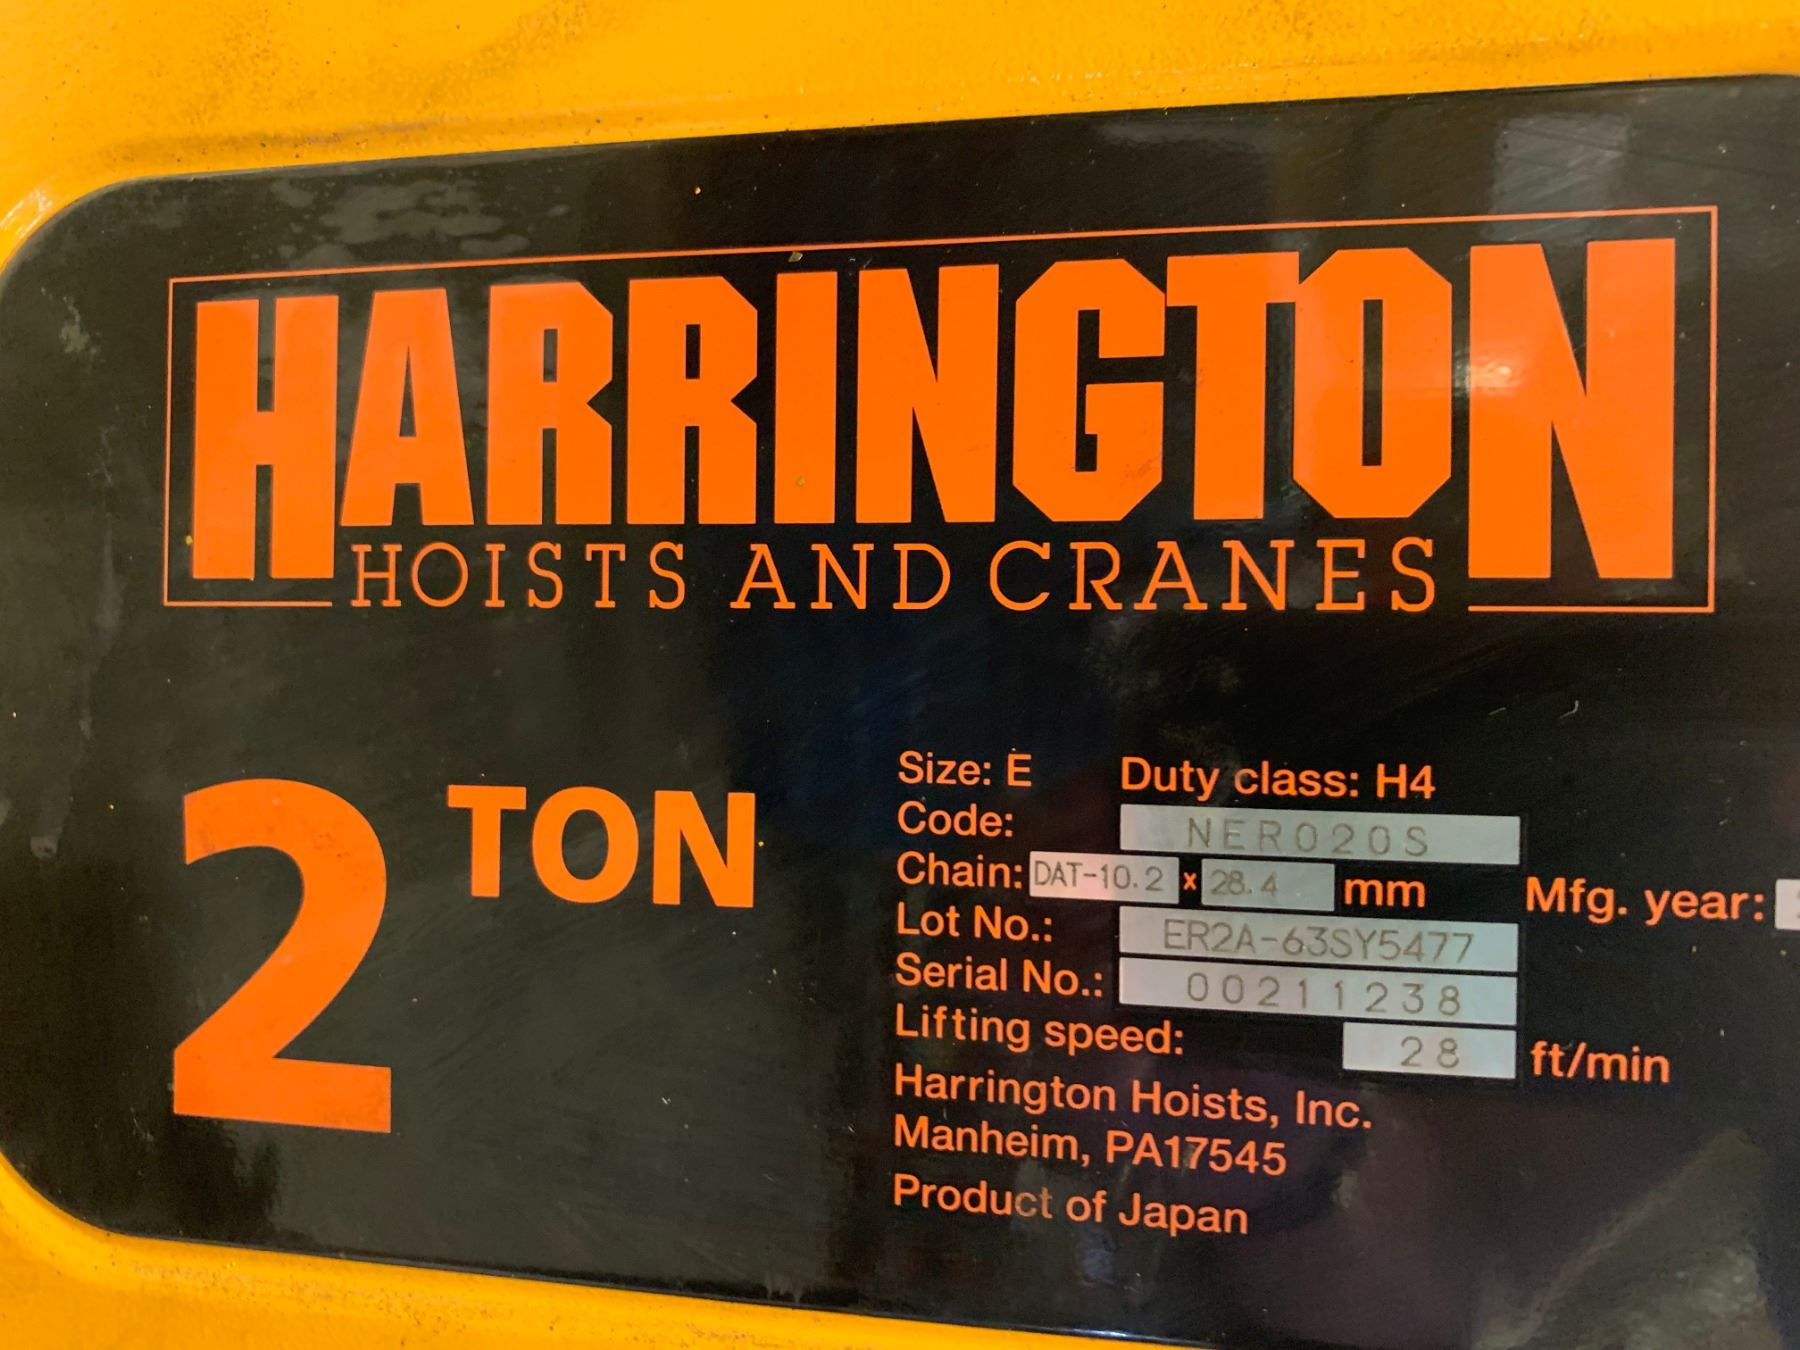 HARRINGTON
HOISTS AND CRANES
2 TON
Size: E Duty class: H4
Code: NER020S
Chain: DAT-10.2 x 28.4 mm Mfg. year:
Lot No.: ER2A-63SY5477
Serial No.: 00211238
Lifting speed: 28 ft/min
Harrington Hoists, Inc.
Manheim, PA17545
Product of Japan